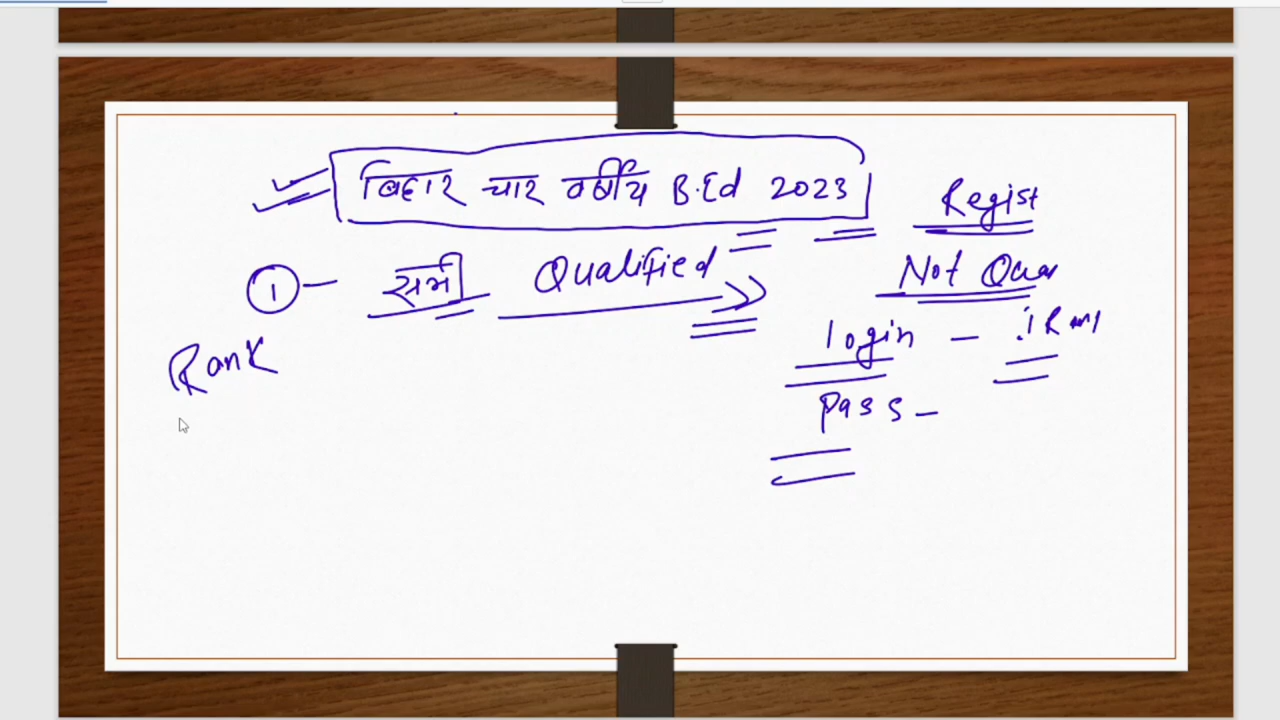 बिहार चार वर्षीय B.Ed 2023
Regist
① - सभी Qualified
Not Qua
login -
Rank
Pass -